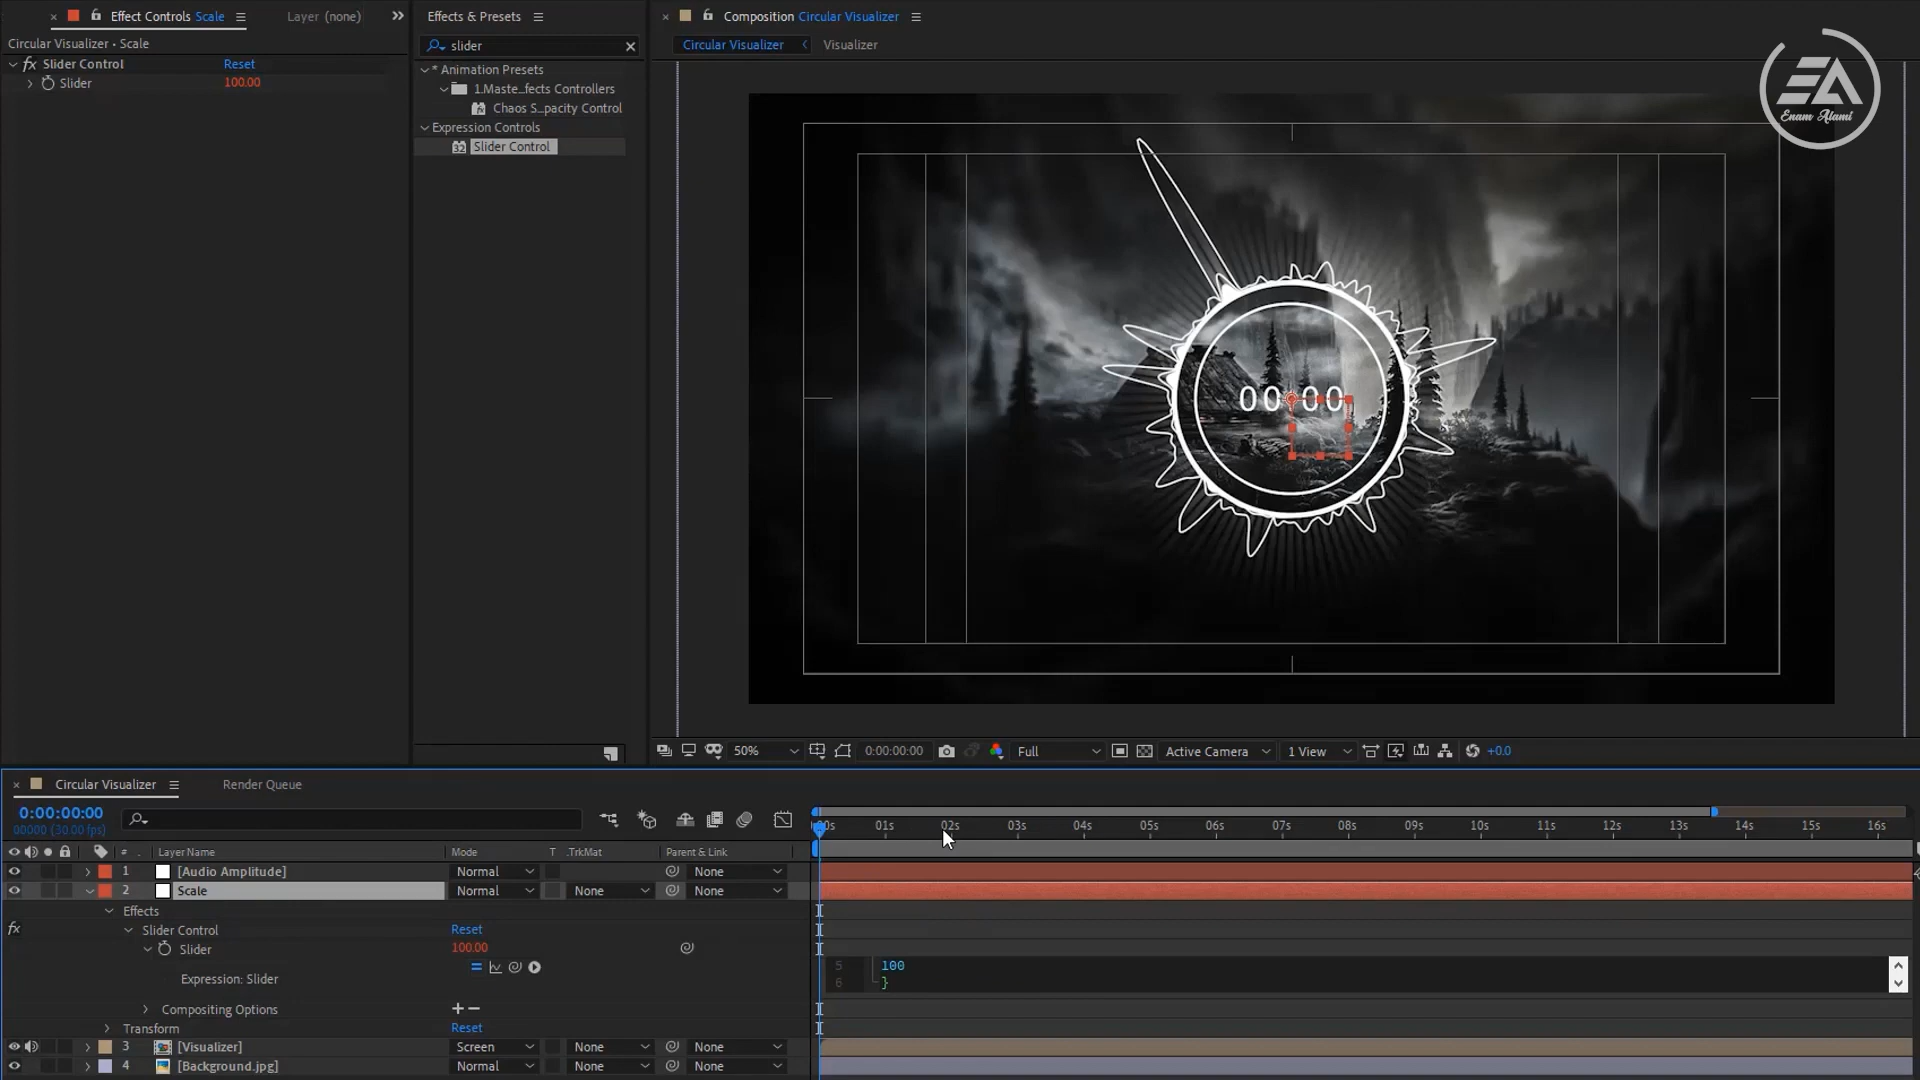 Effect Controls Scale
Layer (none)
Circular Visualizer • Scale
fx Slider Control Reset
Slider 100.00
Effects & Presets
slider
* Animation Presets
1.Maste...fects Controllers
Chaos S...pacity Control
Expression Controls
Slider Control
Composition Circular Visualizer
Circular Visualizer
Visualizer
EA
Enam Alami
00:00
50%
0:00:00:00
Full
Active Camera
1 View
+0.0
Circular Visualizer
Render Queue
0:00:00:00
00000 (30.00 fps)
00s 01s 02s 03s 04s 05s 06s 07s 08s 09s 10s 11s 12s 13s 14s 15s 16s
# Layer Name Mode T .TrkMat Parent & Link
1 [Audio Amplitude] Normal None
2 Scale Normal None None
Effects
fx Slider Control Reset
Slider 100.00
Expression: Slider
5 100
6 }
Compositing Options + −
Transform Reset
3 [Visualizer] Screen None None
4 [Background.jpg] Normal None None